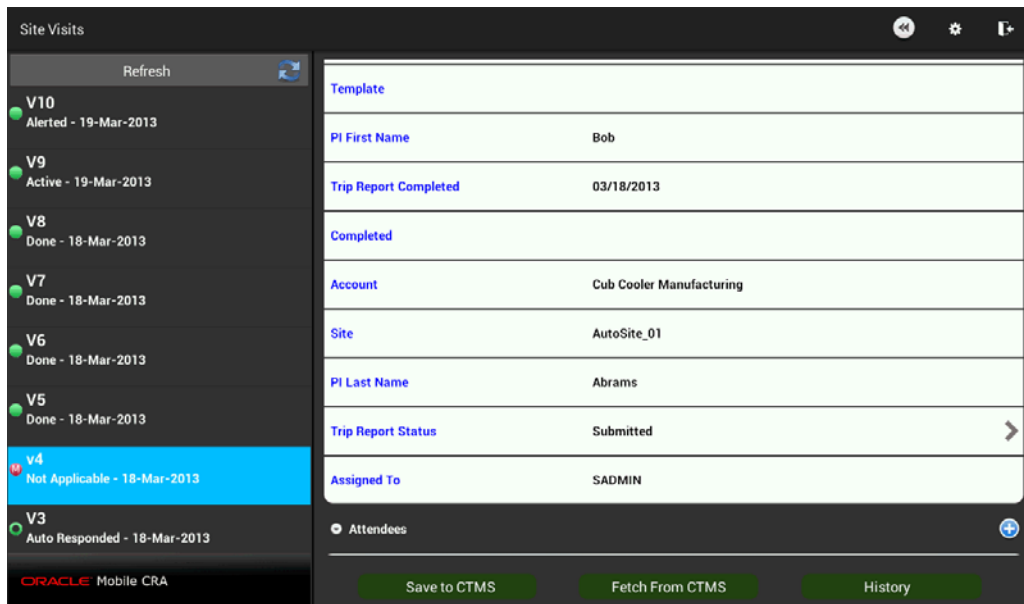 Site Visits
Refresh
V10
Alerted - 19-Mar-2013
V9
Active - 19-Mar-2013
V8
Done - 18-Mar-2013
V7
Done - 18-Mar-2013
V6
Done - 18-Mar-2013
V5
Done - 18-Mar-2013
v4
M
Not Applicable - 18-Mar-2013
V3
Auto Responded - 18-Mar-2013
ORACLE Mobile CRA
Template
PI First Name Bob
Trip Report Completed 03/18/2013
Completed
Account Cub Cooler Manufacturing
Site AutoSite_01
PI Last Name Abrams
Trip Report Status Submitted
Assigned To SADMIN
Attendees
Save to CTMS Fetch From CTMS History